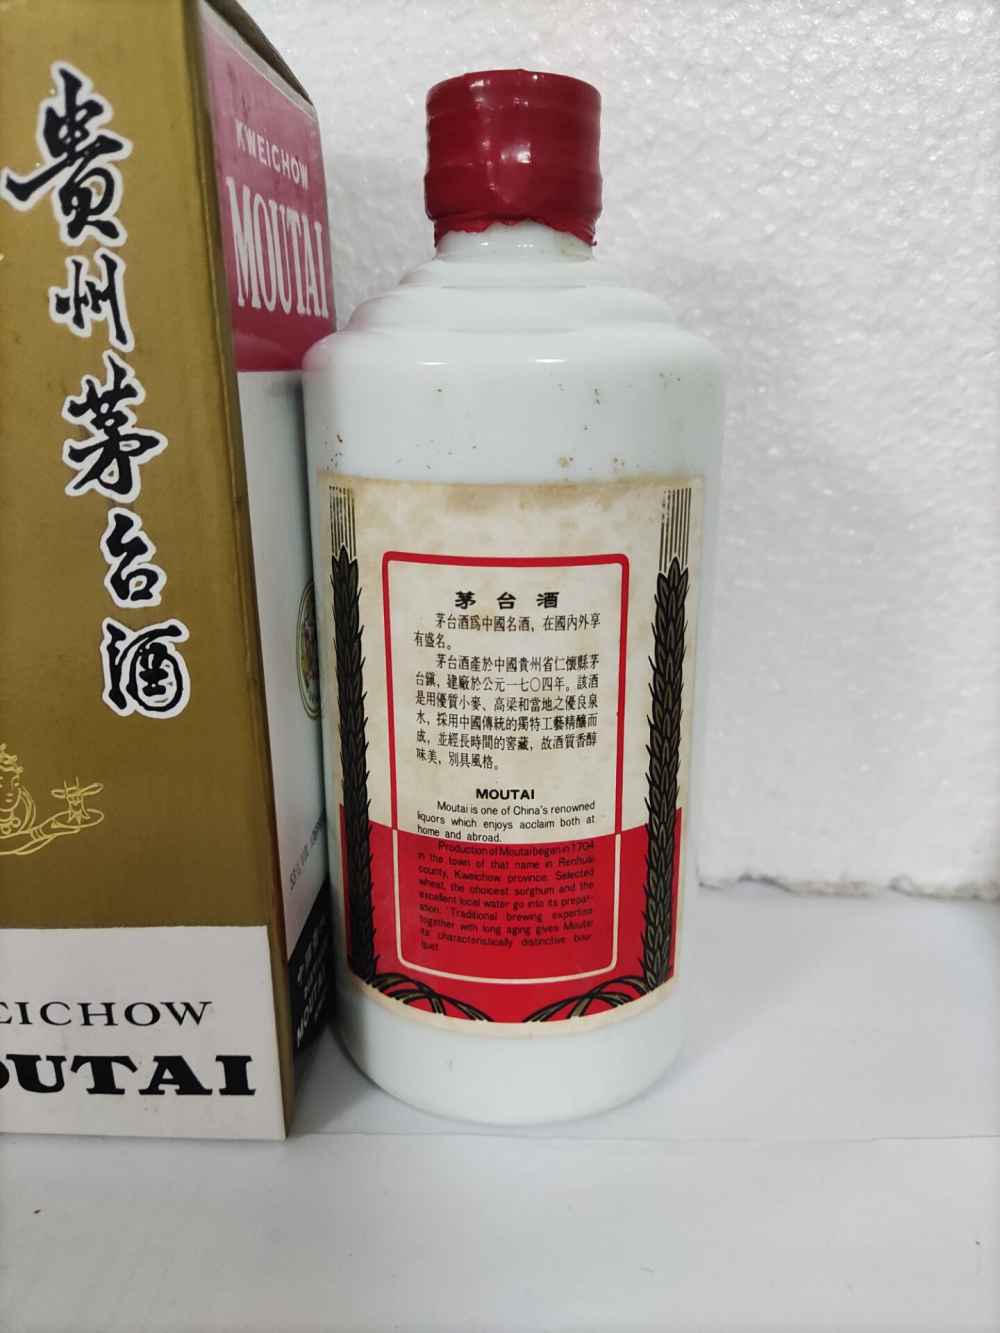 貴州茅台酒
KWEICHOW
MOUTAI
EICHOW
OUTAI
茅台酒
茅台酒爲中國名酒，在國內外享
有盛名。
茅台酒產於中國貴州省仁懷縣茅
台鎭，建廠於公元一七〇四年。該酒
是用優質小麥、高梁和當地之優良泉
水，採用中國傳統的獨特工藝精釀而
成，並經長時間的窖藏，故酒質香醇
味美，別具風格。
MOUTAI
Moutai is one of China's renowned
liquors which enjoys acclaim both at
home and abroad.
Production of Moutai began in 1704
in the town of that name in Renhuai
county, Kweichow province. Selected
wheat, the choicest sorghum and the
excellent local water go into its prepar-
ation. Traditional brewing expertise
together with long aging gives Moutai
its characteristically distinctive bou-
quet